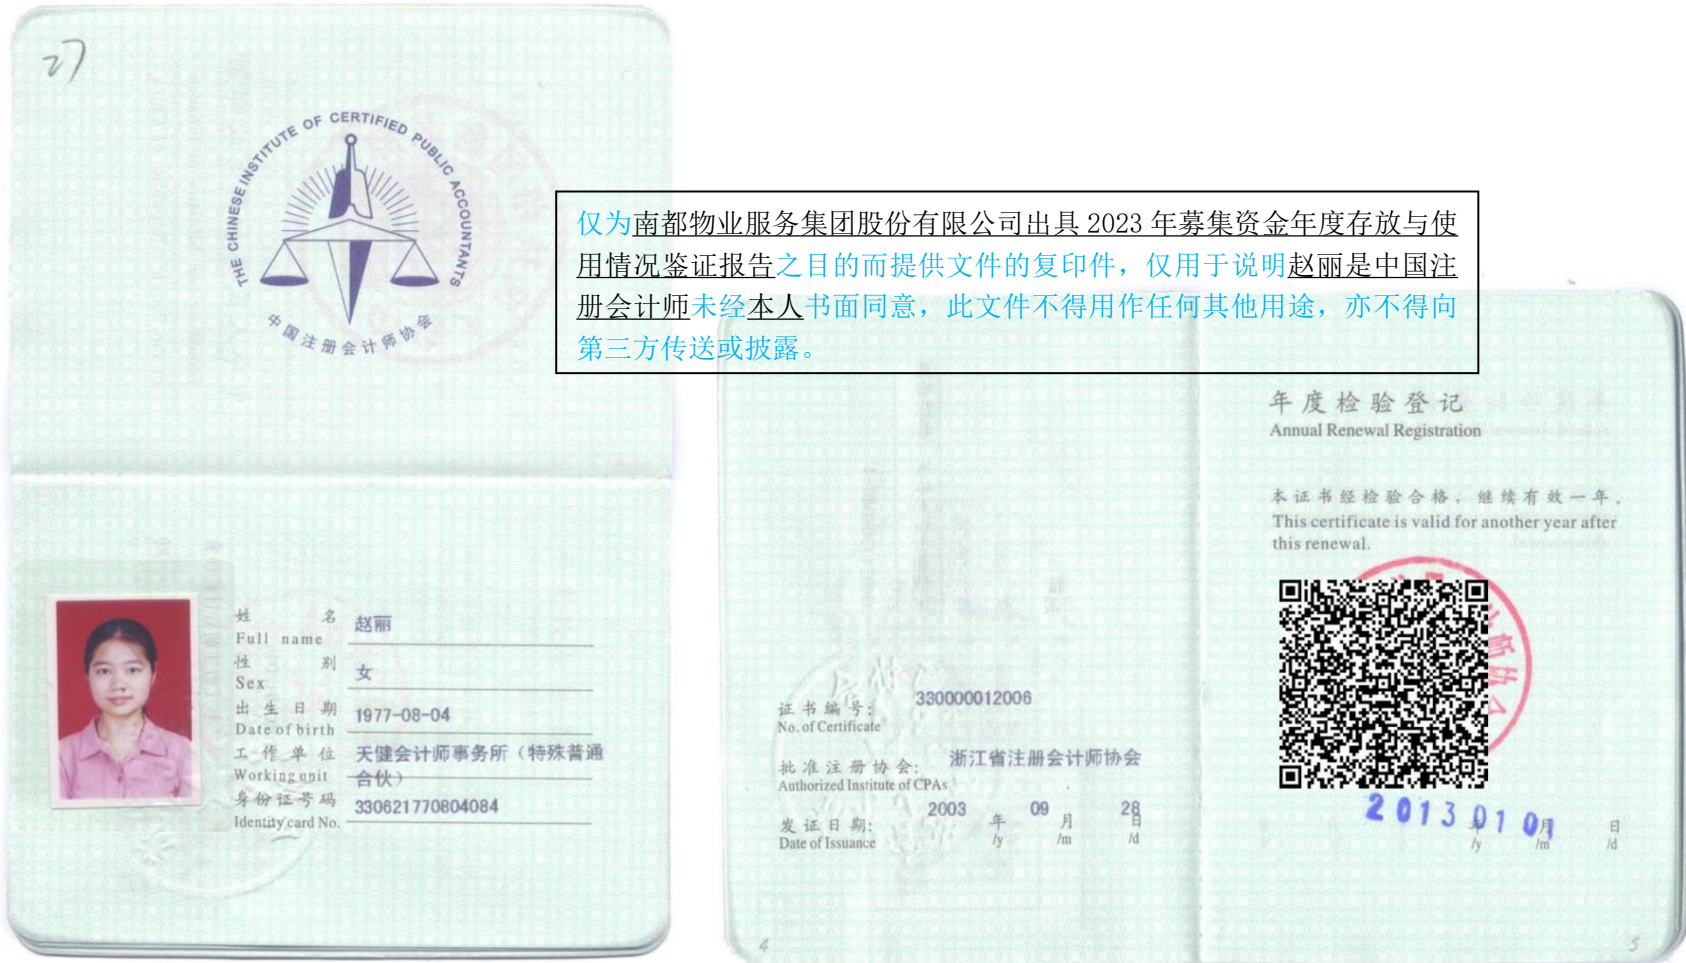 27
THE CHINESE INSTITUTE OF CERTIFIED PUBLIC ACCOUNTANTS
中国注册会计师协会
仅为南都物业服务集团股份有限公司出具 2023 年募集资金年度存放与使
用情况鉴证报告之目的而提供文件的复印件，仅用于说明赵丽是中国注
册会计师未经本人书面同意，此文件不得用作任何其他用途，亦不得向
第三方传送或披露。
姓 名 赵丽
Full name
性 别 女
Sex
出生日期 1977-08-04
Date of birth
工作单位 天健会计师事务所（特殊普通
Working unit 合伙）
身份证号码 330621770804084
Identity card No.
证书编号: 330000012006
No. of Certificate
批准注册协会: 浙江省注册会计师协会
Authorized Institute of CPAs
发证日期: 2003 年 09 月 28 日
Date of Issuance /y /m /d
4
年度检验登记
Annual Renewal Registration
本证书经检验合格，继续有效一年。
This certificate is valid for another year after
this renewal.
2013 01 01
年 月 日
/y /m /d
5